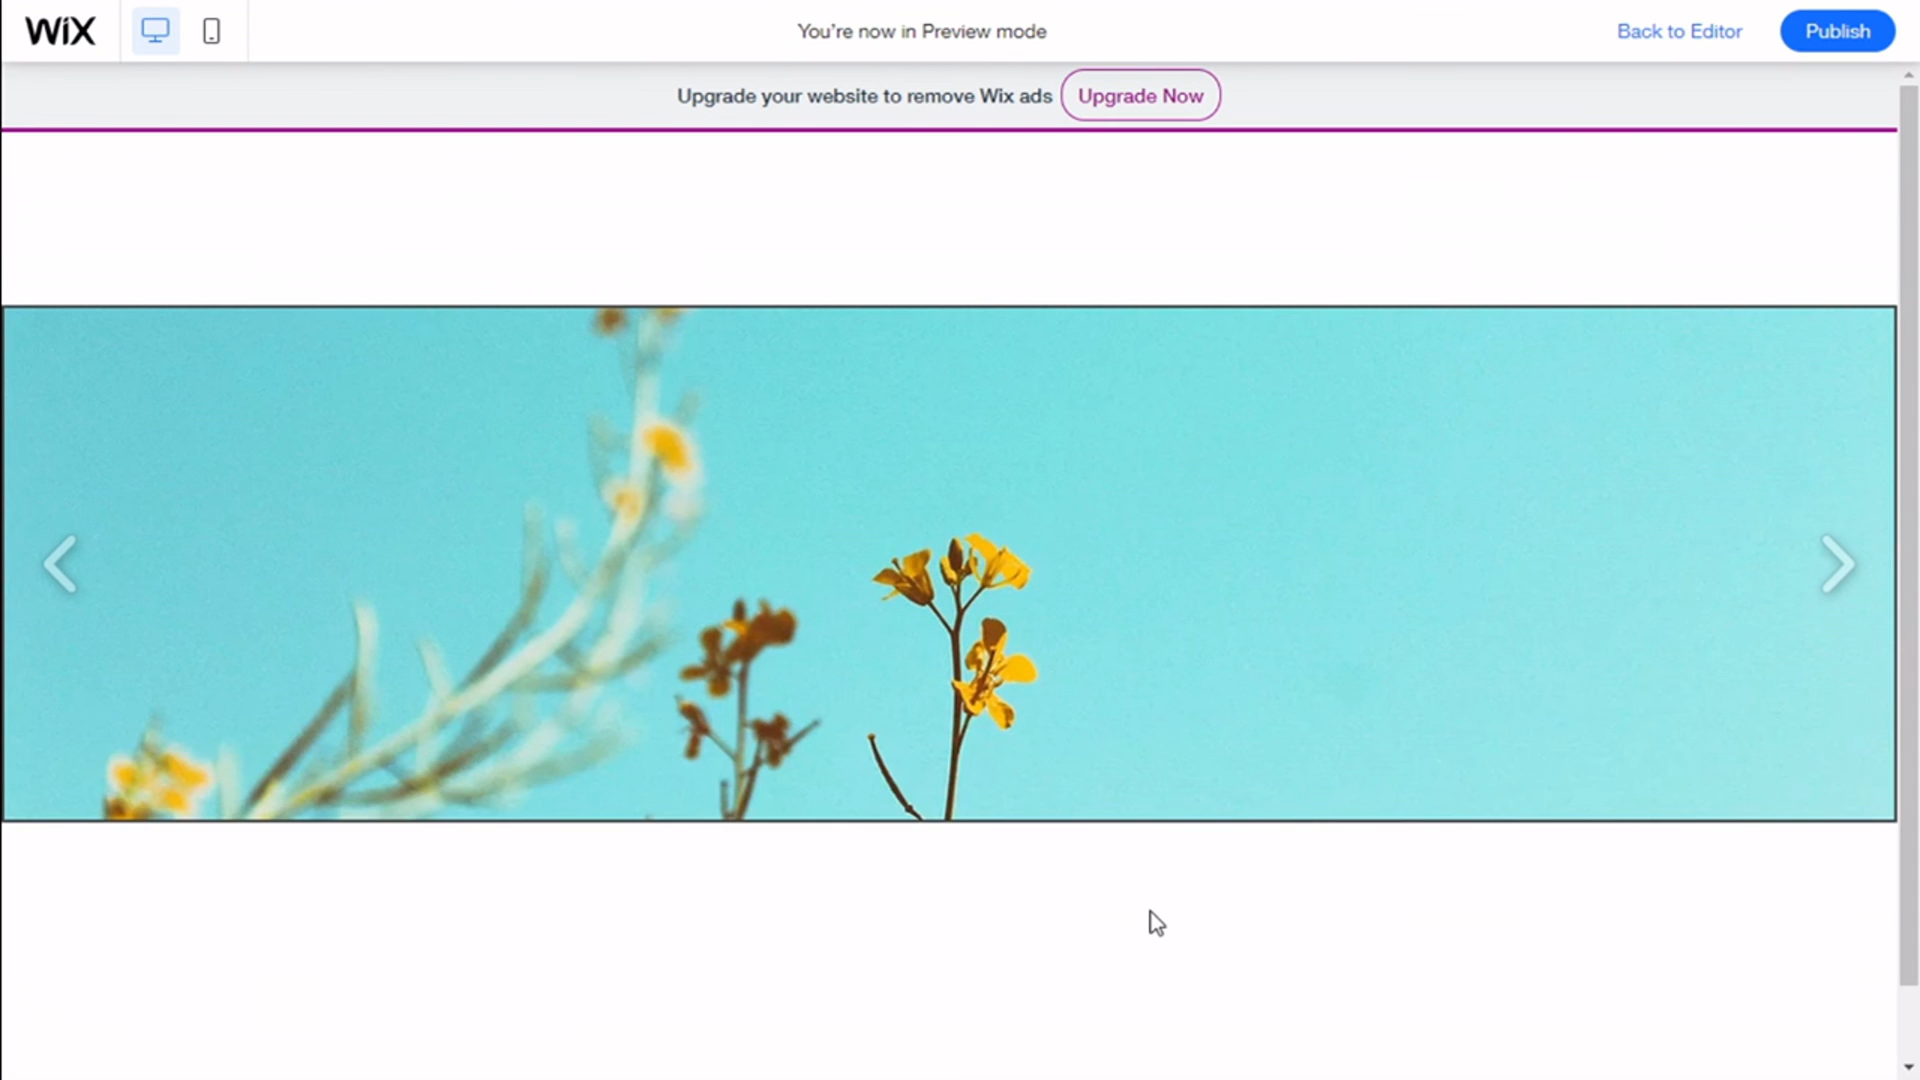 WiX
You're now in Preview mode
Back to Editor
Publish
Upgrade your website to remove Wix ads
Upgrade Now